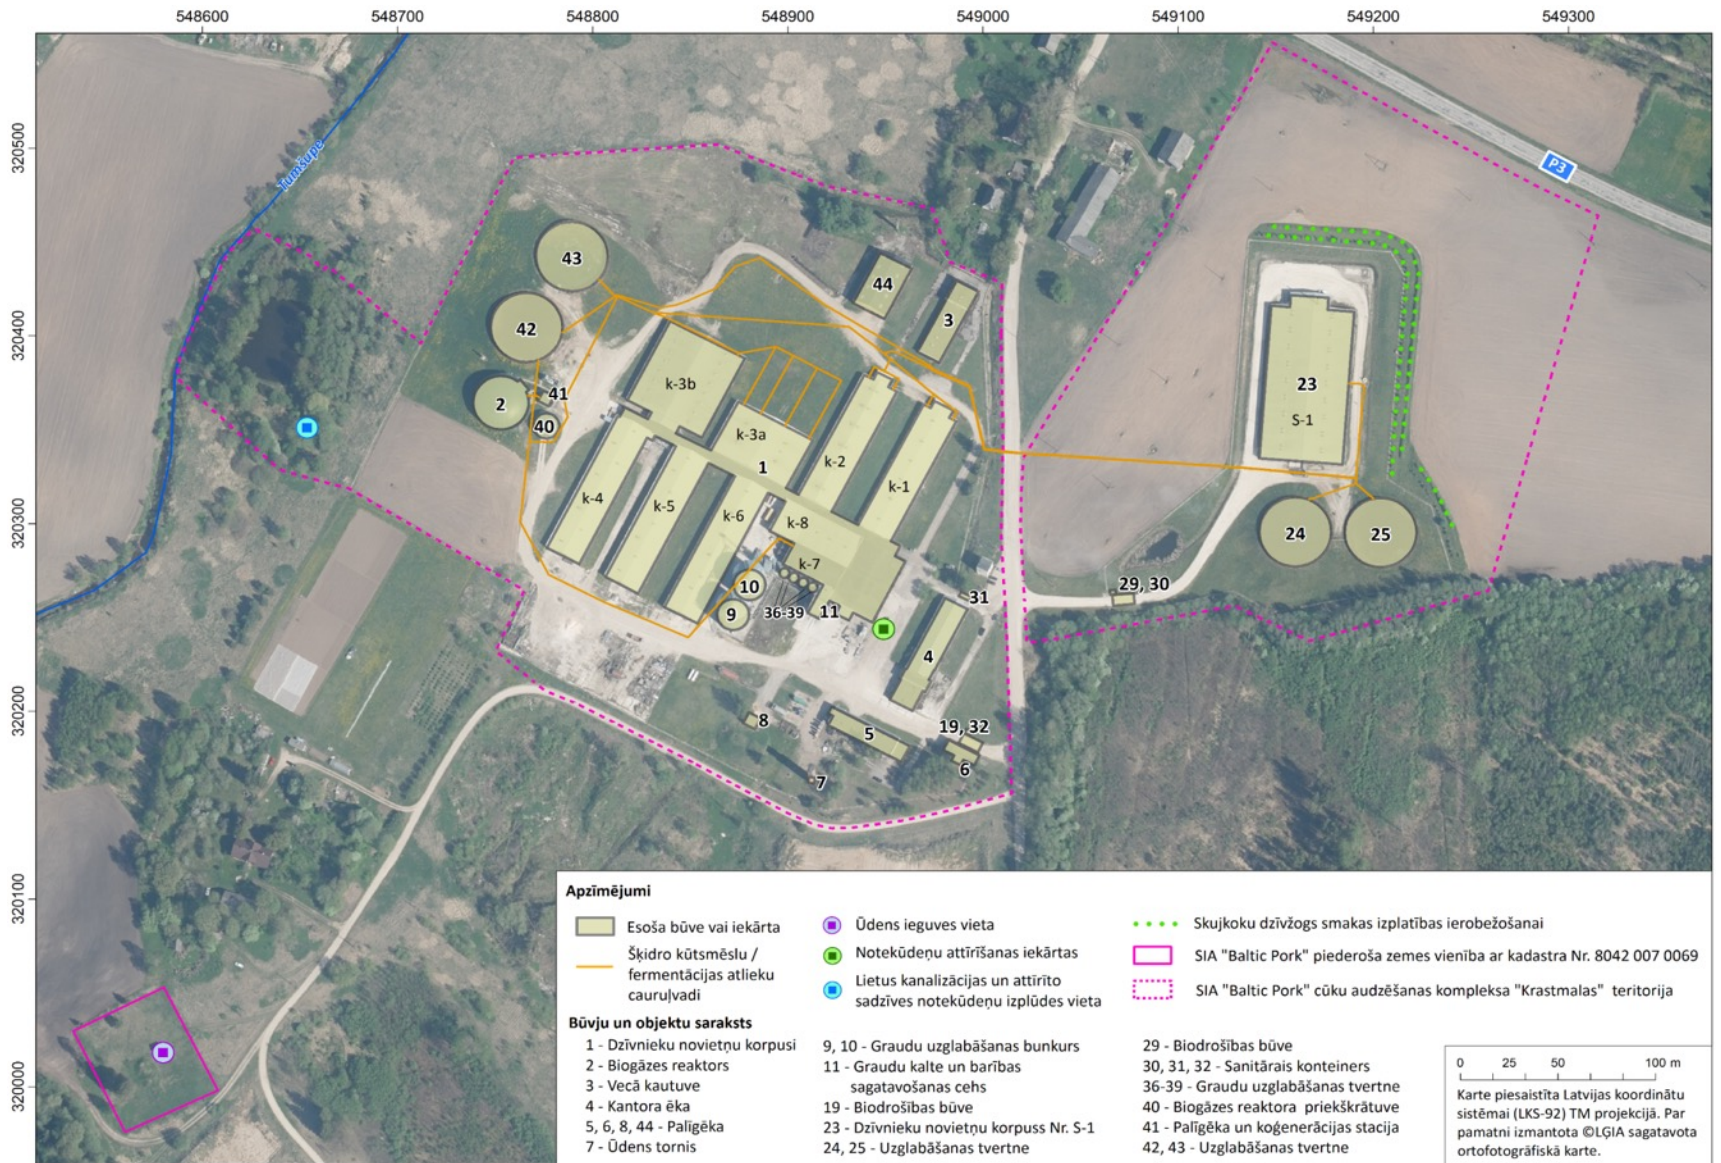 548600 548700 548800 548900 549000 549100 549200 549300
320500
320400
320300
320200
320100
320000
Tumšupe
P3
43
42
44
3
2
41
40
k-3b
k-3a
1
k-2
k-1
k-4
k-5
k-6
k-8
k-7
10
9
36-39
11
31
4
8
5
19, 32
6
7
23
S-1
24
25
29, 30
Apzīmējumi
Esoša būve vai iekārta
Šķidro kūtsmēslu /
fermentācijas atlieku
cauruļvadi
Ūdens ieguves vieta
Notekūdeņu attīrīšanas iekārtas
Lietus kanalizācijas un attīrīto
sadzīves notekūdeņu izplūdes vieta
Skujkoku dzīvžogs smakas izplatības ierobežošanai
SIA "Baltic Pork" piederoša zemes vienība ar kadastra Nr. 8042 007 0069
SIA "Baltic Pork" cūku audzēšanas kompleksa "Krastmalas" teritorija
Būvju un objektu saraksts
1 - Dzīvnieku novietņu korpusi
2 - Biogāzes reaktors
3 - Vecā kautuve
4 - Kantora ēka
5, 6, 8, 44 - Palīgēka
7 - Ūdens tornis
9, 10 - Graudu uzglabāšanas bunkurs
11 - Graudu kalte un barības
sagatavošanas cehs
19 - Biodrošības būve
23 - Dzīvnieku novietņu korpuss Nr. S-1
24, 25 - Uzglabāšanas tvertne
29 - Biodrošības būve
30, 31, 32 - Sanitārais konteiners
36-39 - Graudu uzglabāšanas tvertne
40 - Biogāzes reaktora priekškrātuve
41 - Palīgēka un koģenerācijas stacija
42, 43 - Uzglabāšanas tvertne
0 25 50 100 m
Karte piesaistīta Latvijas koordinātu
sistēmai (LKS-92) TM projekcijā. Par
pamatni izmantota ©LĢIA sagatavota
ortofotogrāfiskā karte.